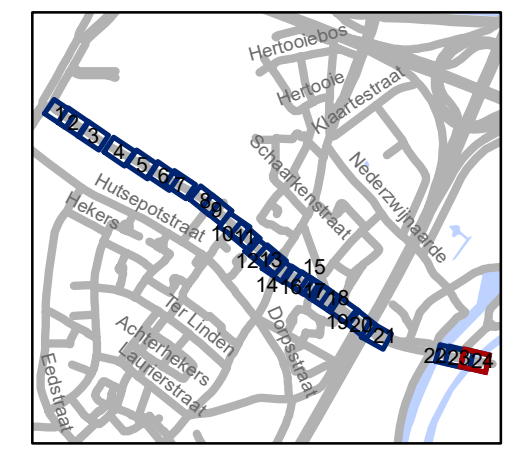 Hertooiebos
Hertooie
Klaartestraat
Schaarkenstraat
Nederzwijnaarde
Hutsepotstraat
Hekers
Ter Linden
Achterhekers
Laurierstraat
Eedstraat
Dorpsstraat
1
2
3
4
5
6
7
8
9
10
11
12
13
14
15
16
17
18
19
20
21
22
23
24